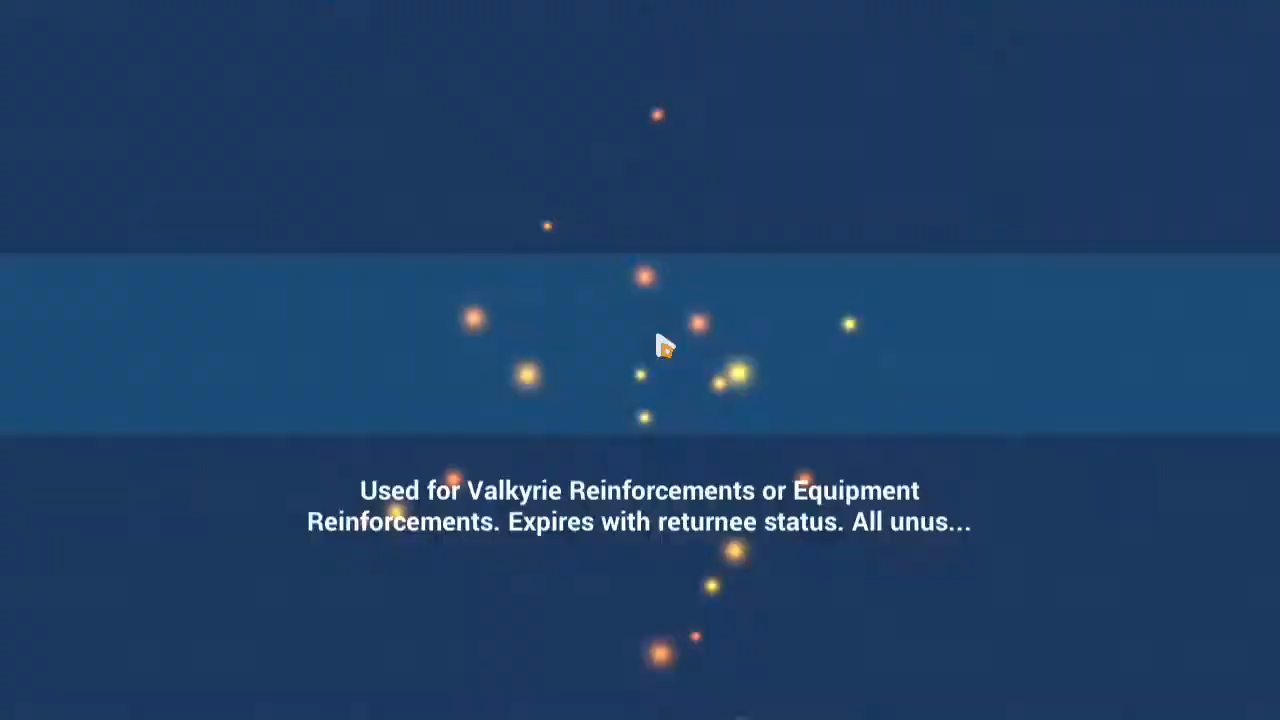 Used for Valkyrie Reinforcements or Equipment
Reinforcements. Expires with returnee status. All unus...